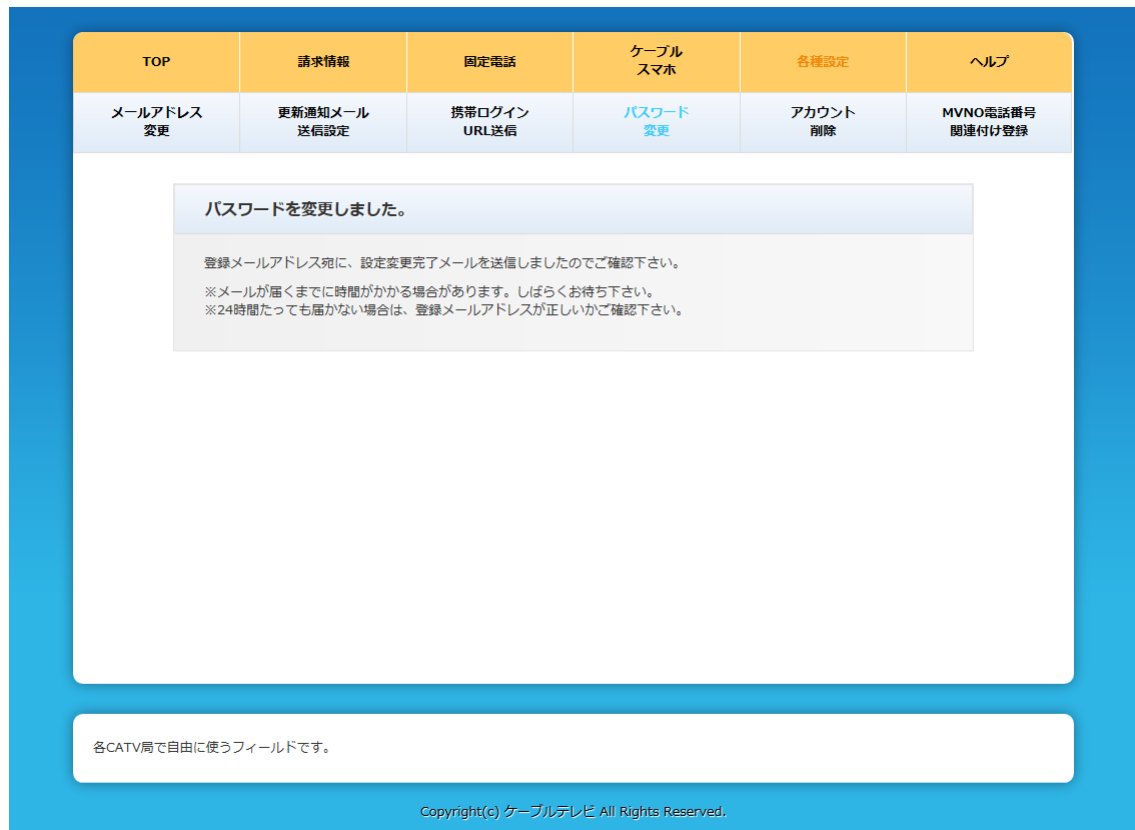 TOP
請求情報
固定電話
ケーブル
スマホ
各種設定
ヘルプ
メールアドレス
変更
更新通知メール
送信設定
携帯ログイン
URL送信
パスワード
変更
アカウント
削除
MVNO電話番号
関連付け登録
パスワードを変更しました。
登録メールアドレス宛に、設定変更完了メールを送信しましたのでご確認下さい。
※メールが届くまでに時間がかかる場合があります。しばらくお待ち下さい。
※24時間たっても届かない場合は、登録メールアドレスが正しいかご確認下さい。
各CATV局で自由に使うフィールドです。
Copyright(c) ケーブルテレビ All Rights Reserved.